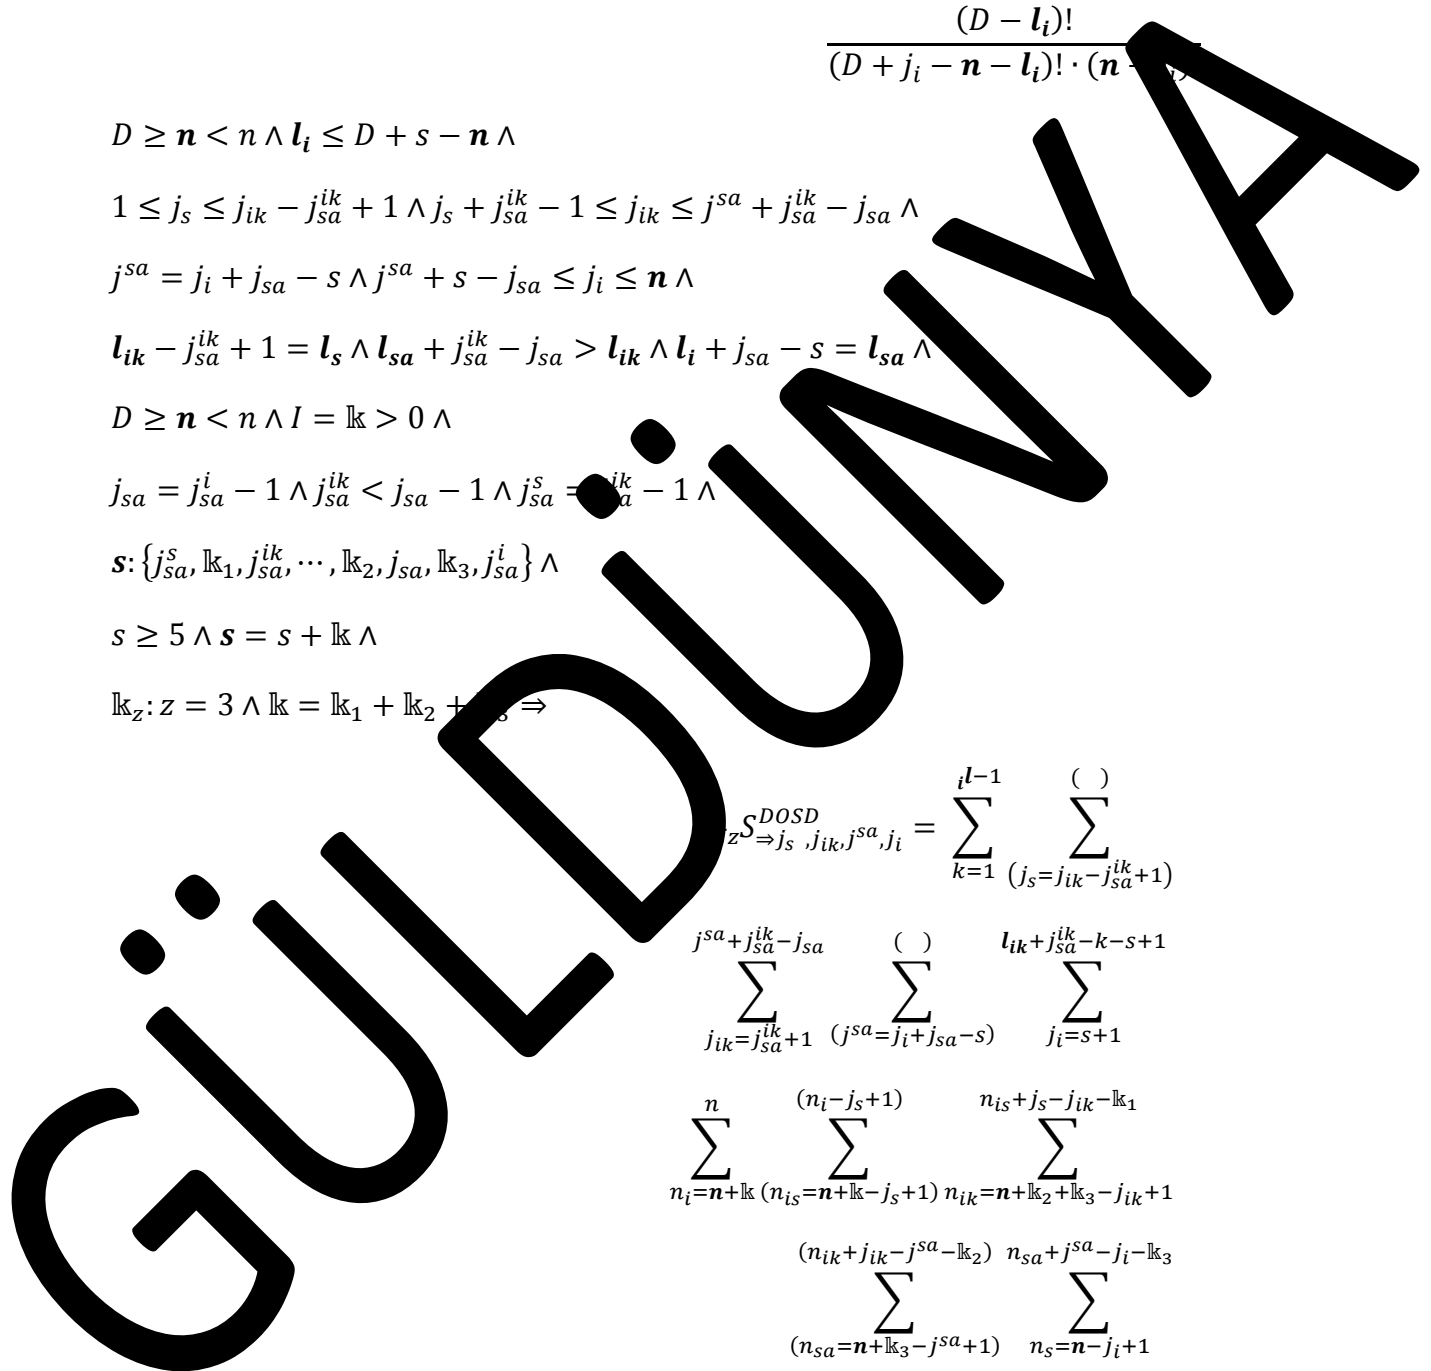 (D − l_i)!
(D + j_i − n − l_i)! · (n
D ≥ n < n ∧ l_i ≤ D + s − n ∧
1 ≤ j_s ≤ j_ik − j_sa^ik + 1 ∧ j_s + j_sa^ik − 1 ≤ j_ik ≤ j^sa + j_sa^ik − j_sa ∧
j^sa = j_i + j_sa − s ∧ j^sa + s − j_sa ≤ j_i ≤ n ∧
l_ik − j_sa^ik + 1 = l_s ∧ l_sa + j_sa^ik − j_sa > l_ik ∧ l_i + j_sa − s = l_sa ∧
D ≥ n < n ∧ I = 𝕜 > 0 ∧
j_sa = j_sa^i − 1 ∧ j_sa^ik < j_sa − 1 ∧ j_sa^s = − 1 ∧
s: {j_sa^s, 𝕜_1, j_sa^ik, ⋯, 𝕜_2, j_sa, 𝕜_3, j_sa^i} ∧
s ≥ 5 ∧ s = s + 𝕜 ∧
𝕜_z: z = 3 ∧ 𝕜 = 𝕜_1 + 𝕜_2 + ⇒
_z S_{⇒j_s ,j_ik,j^sa,j_i}^{DOSD} = ∑_{k=1}^{_i l−1} ∑_{(j_s=j_ik−j_sa^ik+1)}^{( )}
∑_{j_ik=j_sa^ik+1}^{j^sa+j_sa^ik−j_sa} ∑_{(j^sa=j_i+j_sa−s)}^{( )} ∑_{j_i=s+1}^{l_ik+j_sa^ik−k−s+1}
∑_{n_i=n+𝕜}^{n} ∑_{(n_is=n+𝕜−j_s+1)}^{(n_i−j_s+1)} ∑_{n_ik=n+𝕜_2+𝕜_3−j_ik+1}^{n_is+j_s−j_ik−𝕜_1}
∑_{(n_sa=n+𝕜_3−j^sa+1)}^{(n_ik+j_ik−j^sa−𝕜_2)} ∑_{n_s=n−j_i+1}^{n_sa+j^sa−j_i−𝕜_3}
GÜLDÜNYA